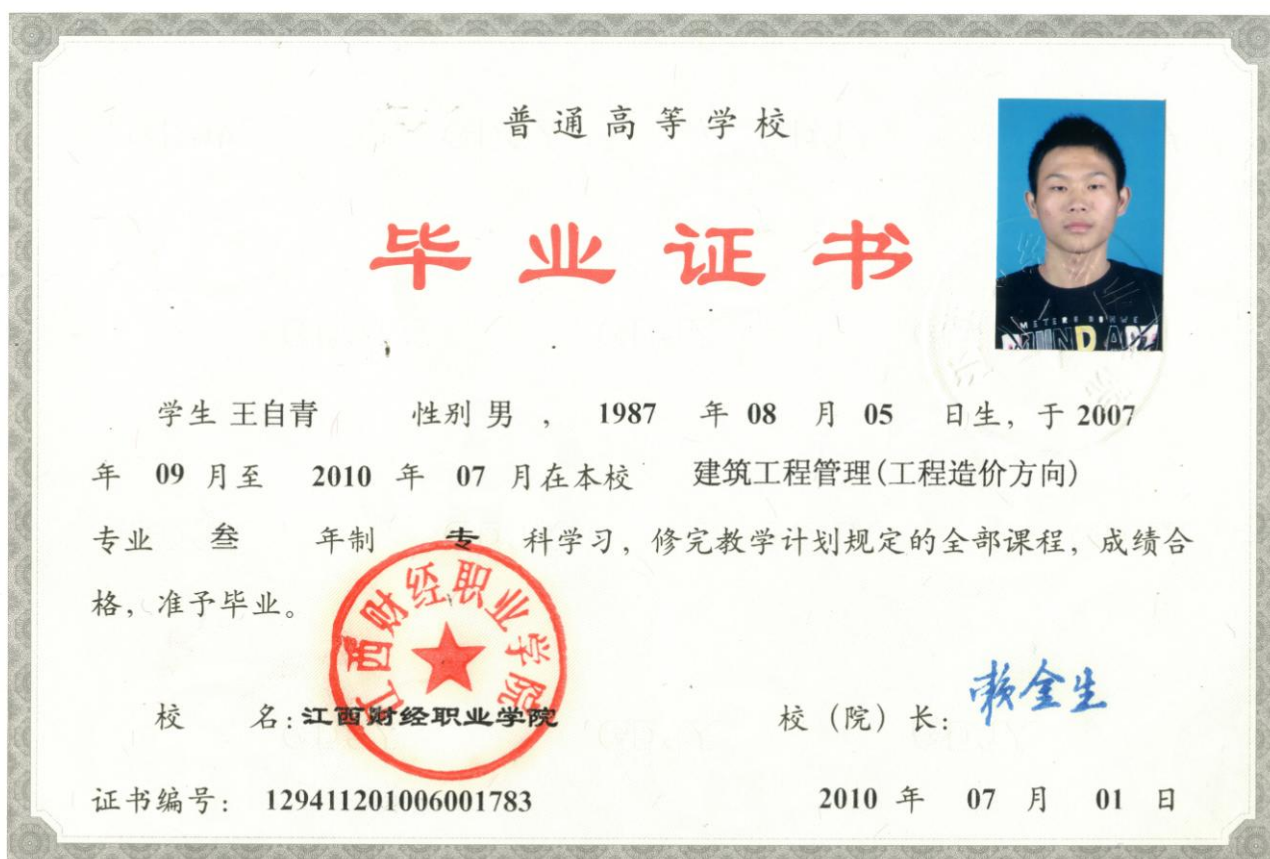 普通高等学校
毕业证书
METERS BONWE
学生 王自青 性别 男 ， 1987 年 08 月 05 日生，于 2007
年 09 月至 2010 年 07 月在本校 建筑工程管理(工程造价方向)
专业 叁 年制 专 科学习，修完教学计划规定的全部课程，成绩合
格，准予毕业。
江西财经职业学院
校 名：江西财经职业学院 校（院）长：赖金生
证书编号： 129411201006001783 2010 年 07 月 01 日